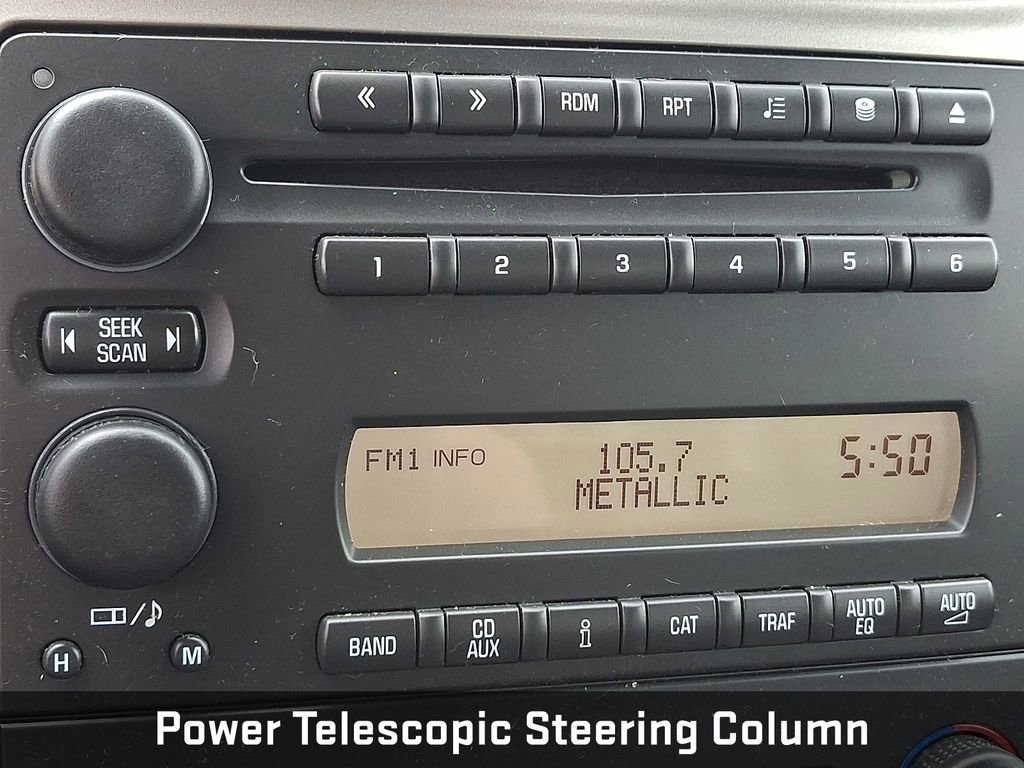 « » RDM RPT
1 2 3 4 5 6
SEEK
SCAN
FM1 INFO 105.7 5:50
METALLIC
BAND CD AUX i CAT TRAF AUTO EQ AUTO
H M
Power Telescopic Steering Column